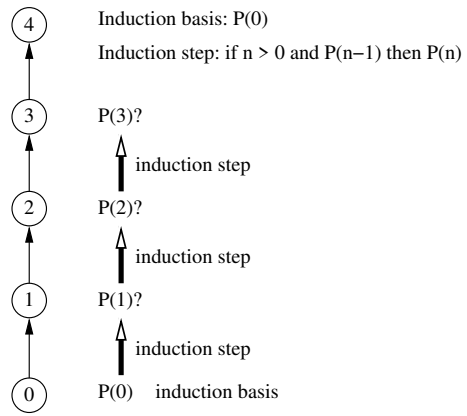 4 Induction basis: P(0)
Induction step: if n > 0 and P(n−1) then P(n)
3 P(3)?
induction step
2 P(2)?
induction step
1 P(1)?
induction step
0 P(0) induction basis